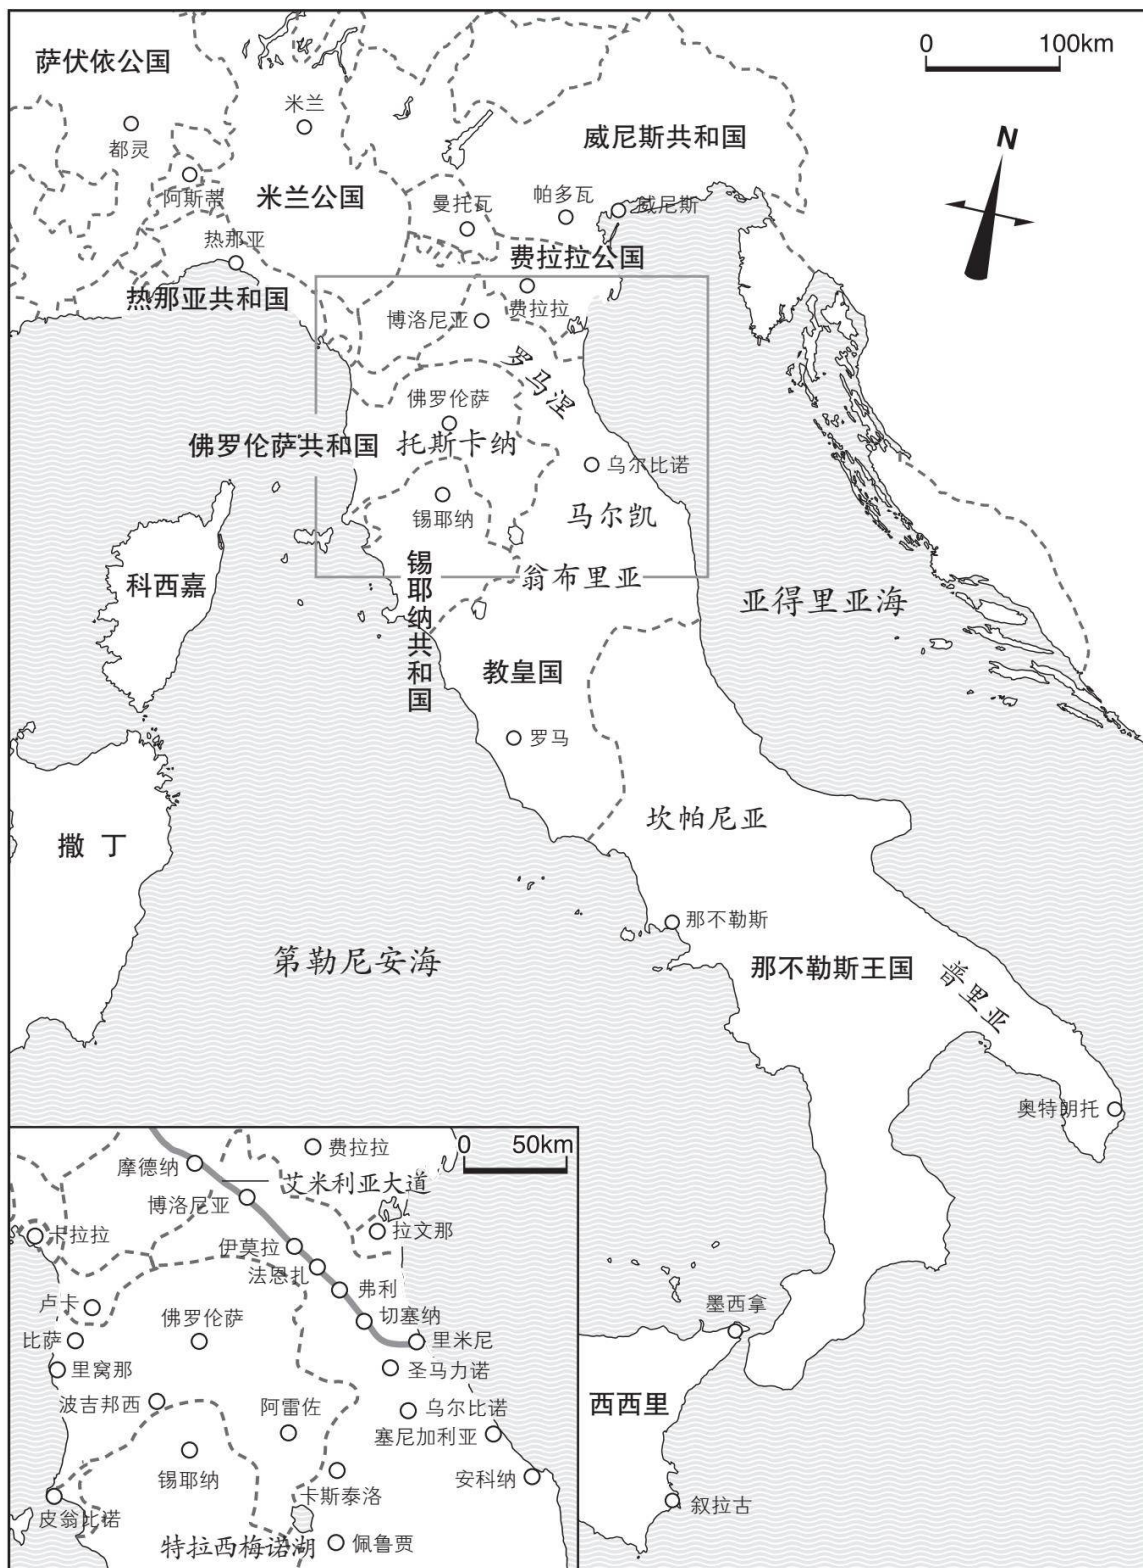 0 100km
萨伏依公国
N
米兰
都灵
威尼斯共和国
阿斯蒂
米兰公国
曼托瓦
帕多瓦
威尼斯
热那亚
费拉拉公国
热那亚共和国
费拉拉
博洛尼亚
罗马涅
佛罗伦萨
佛罗伦萨共和国
托斯卡纳
乌尔比诺
锡耶纳
马尔凯
锡耶纳共和国
翁布里亚
科西嘉
亚得里亚海
教皇国
罗马
坎帕尼亚
撒丁
那不勒斯
第勒尼安海
那不勒斯王国
普里亚
奥特朗托
墨西拿
西西里
叙拉古
0 50km
费拉拉
摩德纳
艾米利亚大道
博洛尼亚
卡拉拉
拉文那
伊莫拉
法恩扎
弗利
卢卡
佛罗伦萨
切塞纳
比萨
里米尼
里窝那
圣马力诺
波吉邦西
阿雷佐
乌尔比诺
塞尼加利亚
锡耶纳
卡斯泰洛
安科纳
皮翁比诺
特拉西梅诺湖
佩鲁贾